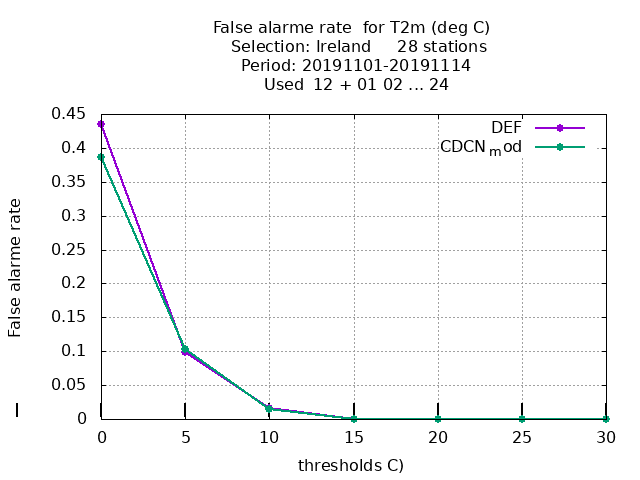 False alarme rate  for T2m (deg C)
Selection: Ireland     28 stations
Period: 20191101-20191114
Used  12 + 01 02 ... 24
DEF
CDCN_mod
0.45
0.4
0.35
0.3
0.25
0.2
0.15
0.1
0.05
0
False alarme rate
0 5 10 15 20 25 30
thresholds C)